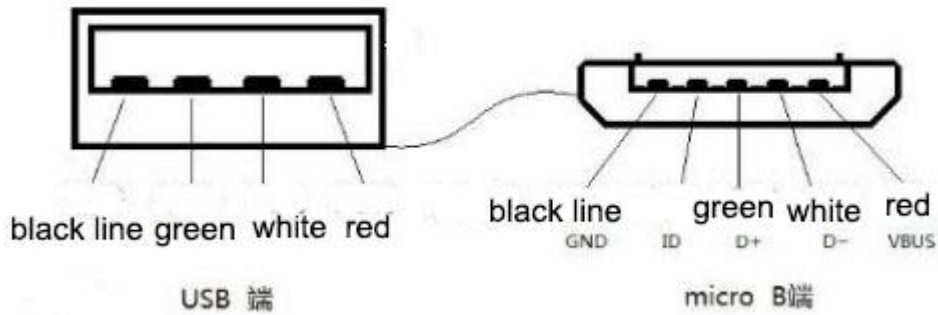 black line green white red
black line green white red
GND ID D+ D- VBUS
USB 端
micro B端